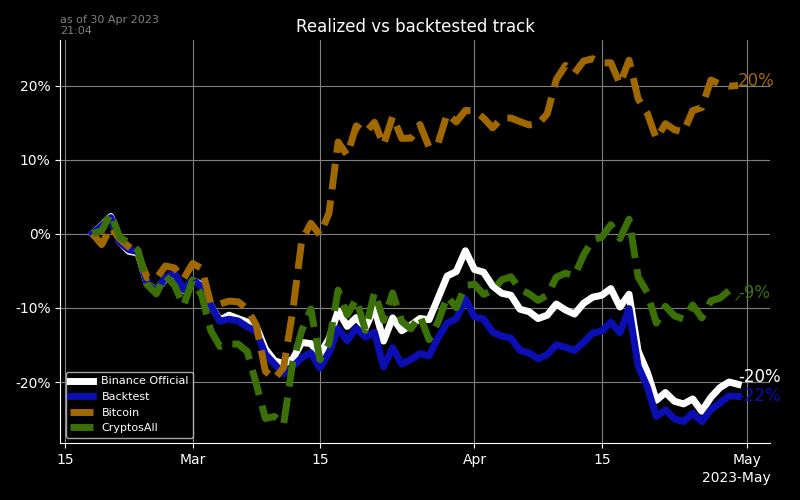 as of 30 Apr 2023
21:04
Realized vs backtested track
20%
10%
0%
-10%
-20%
20%
-9%
-20%
-22%
Binance Official
Backtest
Bitcoin
CryptosAll
15
Mar
15
Apr
15
May
2023-May